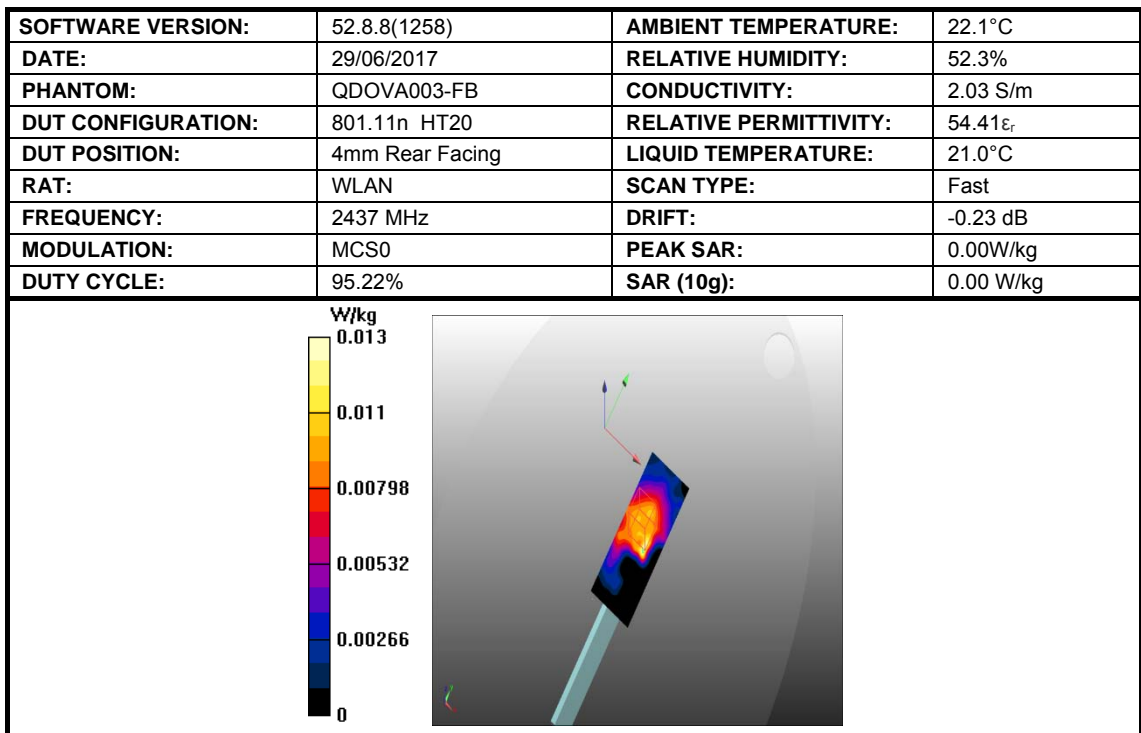 SOFTWARE VERSION: 52.8.8(1258) AMBIENT TEMPERATURE: 22.1°C
DATE: 29/06/2017 RELATIVE HUMIDITY: 52.3%
PHANTOM: QDOVA003-FB CONDUCTIVITY: 2.03 S/m
DUT CONFIGURATION: 801.11n HT20 RELATIVE PERMITTIVITY: 54.41εr
DUT POSITION: 4mm Rear Facing LIQUID TEMPERATURE: 21.0°C
RAT: WLAN SCAN TYPE: Fast
FREQUENCY: 2437 MHz DRIFT: -0.23 dB
MODULATION: MCS0 PEAK SAR: 0.00W/kg
DUTY CYCLE: 95.22% SAR (10g): 0.00 W/kg
W/kg
0.013
0.011
0.00798
0.00532
0.00266
0